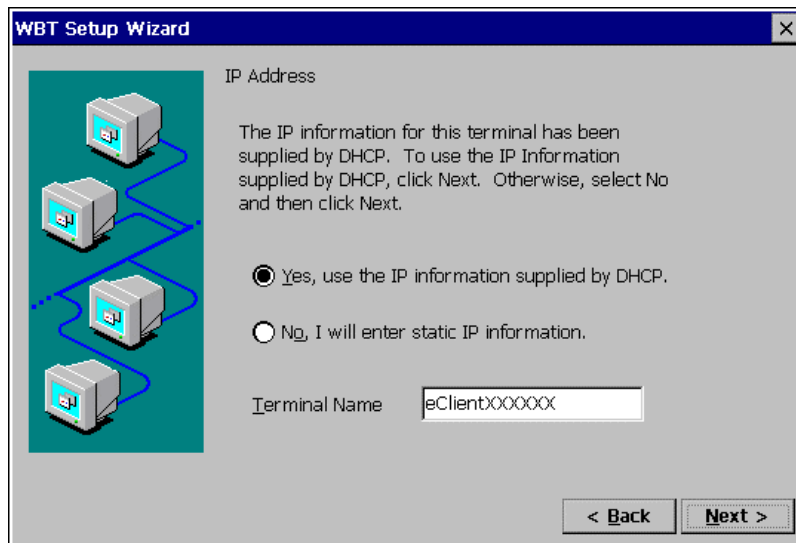 WBT Setup Wizard
IP Address
The IP information for this terminal has been
supplied by DHCP. To use the IP Information
supplied by DHCP, click Next. Otherwise, select No
and then click Next.
Yes, use the IP information supplied by DHCP.
No, I will enter static IP information.
Terminal Name eClientXXXXXX
< Back Next >